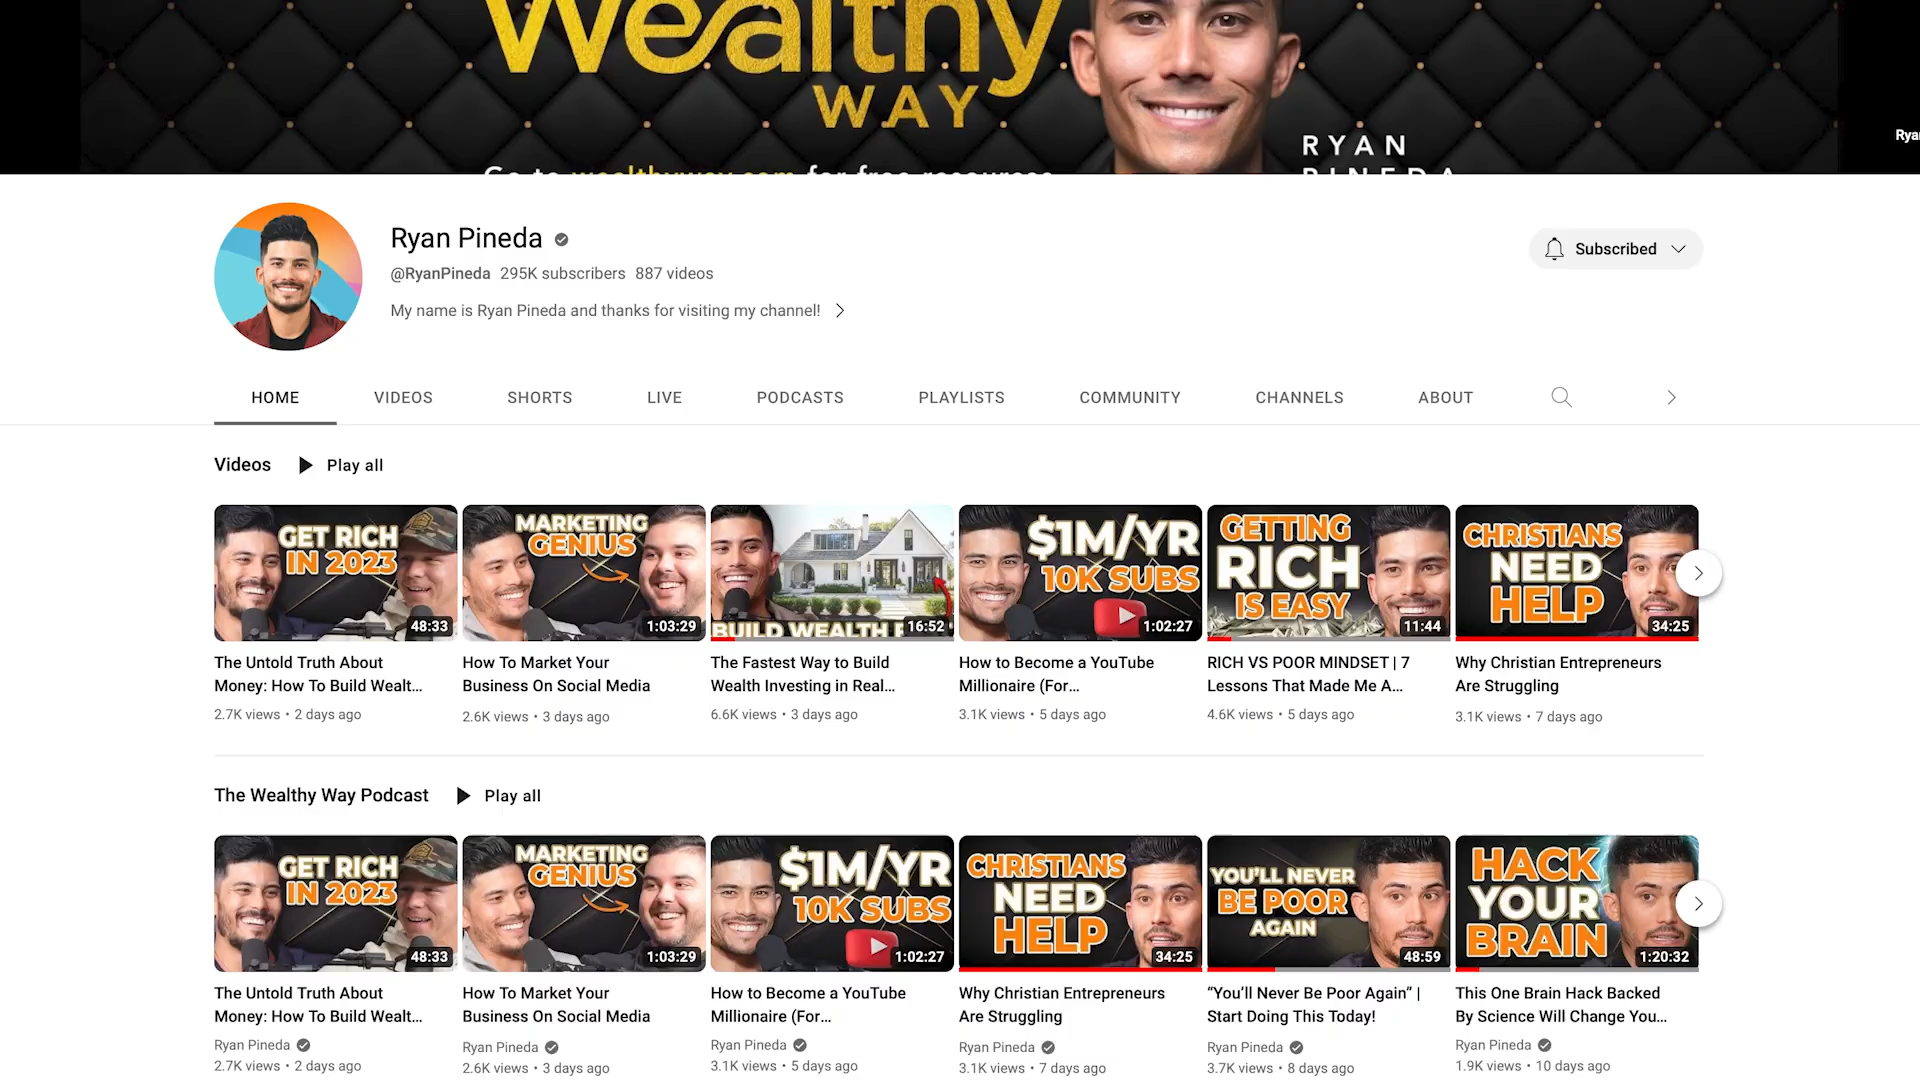 Wealthy
WAY
RYAN
PINEDA
Go to wealthyway.com for free resources
Rya
Ryan Pineda
@RyanPineda 295K subscribers 887 videos
My name is Ryan Pineda and thanks for visiting my channel!
Subscribed
HOME VIDEOS SHORTS LIVE PODCASTS PLAYLISTS COMMUNITY CHANNELS ABOUT
Videos Play all
GET RICH
IN 2023
48:33
MARKETING
GENIUS
1:03:29
BUILD WEALTH
16:52
$1M/YR
10K SUBS
1:02:27
GETTING
RICH
IS EASY
11:44
CHRISTIANS
NEED
HELP
34:25
The Untold Truth About
Money: How To Build Wealt...
2.7K views • 2 days ago
How To Market Your
Business On Social Media
2.6K views • 3 days ago
The Fastest Way to Build
Wealth Investing in Real...
6.6K views • 3 days ago
How to Become a YouTube
Millionaire (For...
3.1K views • 5 days ago
RICH VS POOR MINDSET | 7
Lessons That Made Me A...
4.6K views • 5 days ago
Why Christian Entrepreneurs
Are Struggling
3.1K views • 7 days ago
The Wealthy Way Podcast Play all
GET RICH
IN 2023
48:33
MARKETING
GENIUS
1:03:29
$1M/YR
10K SUBS
1:02:27
CHRISTIANS
NEED
HELP
34:25
YOU'LL NEVER
BE POOR
AGAIN
48:59
HACK
YOUR
BRAIN
1:20:32
The Untold Truth About
Money: How To Build Wealt...
Ryan Pineda
2.7K views • 2 days ago
How To Market Your
Business On Social Media
Ryan Pineda
2.6K views • 3 days ago
How to Become a YouTube
Millionaire (For...
Ryan Pineda
3.1K views • 5 days ago
Why Christian Entrepreneurs
Are Struggling
Ryan Pineda
3.1K views • 7 days ago
“You’ll Never Be Poor Again” |
Start Doing This Today!
Ryan Pineda
3.7K views • 8 days ago
This One Brain Hack Backed
By Science Will Change You...
Ryan Pineda
1.9K views • 10 days ago